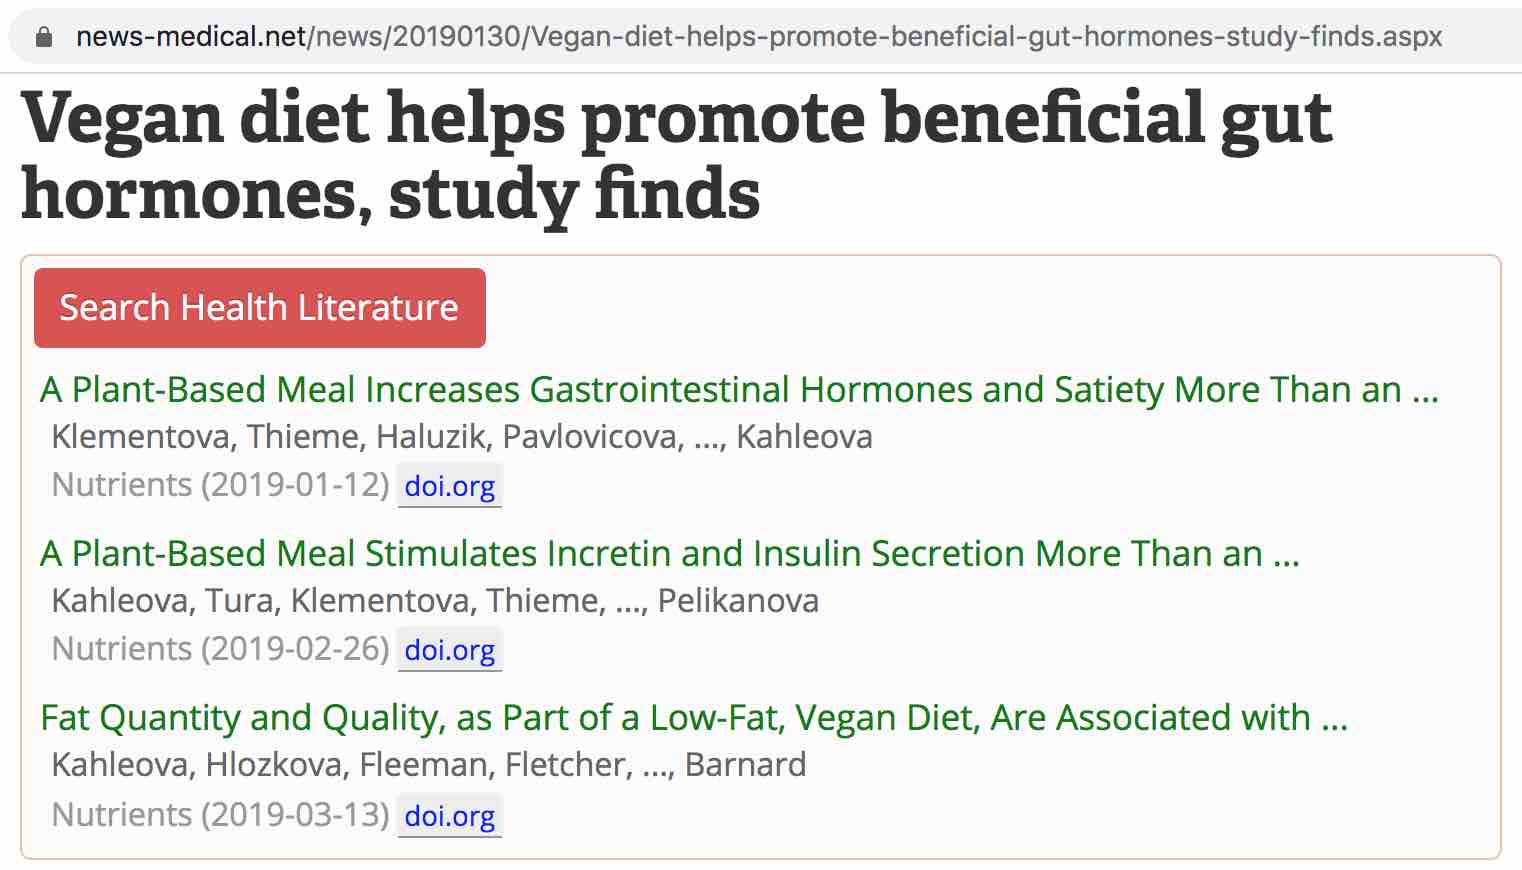 news-medical.net/news/20190130/Vegan-diet-helps-promote-beneficial-gut-hormones-study-finds.aspx
Vegan diet helps promote beneficial gut
hormones, study finds
Search Health Literature
A Plant-Based Meal Increases Gastrointestinal Hormones and Satiety More Than an ...
Klementova, Thieme, Haluzik, Pavlovicova, ..., Kahleova
Nutrients (2019-01-12) doi.org
A Plant-Based Meal Stimulates Incretin and Insulin Secretion More Than an ...
Kahleova, Tura, Klementova, Thieme, ..., Pelikanova
Nutrients (2019-02-26) doi.org
Fat Quantity and Quality, as Part of a Low-Fat, Vegan Diet, Are Associated with ...
Kahleova, Hlozkova, Fleeman, Fletcher, ..., Barnard
Nutrients (2019-03-13) doi.org